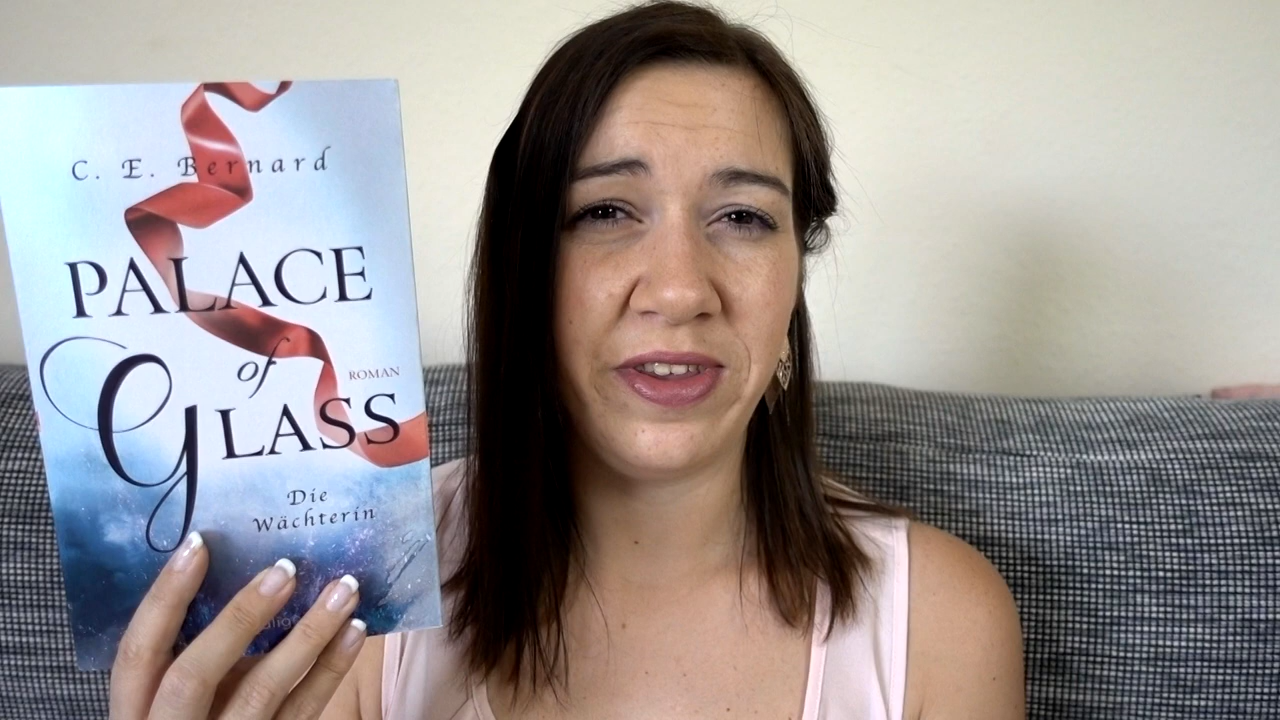 C. E. Bernard
PALACE
of
ROMAN
GLASS
Die
Wächterin